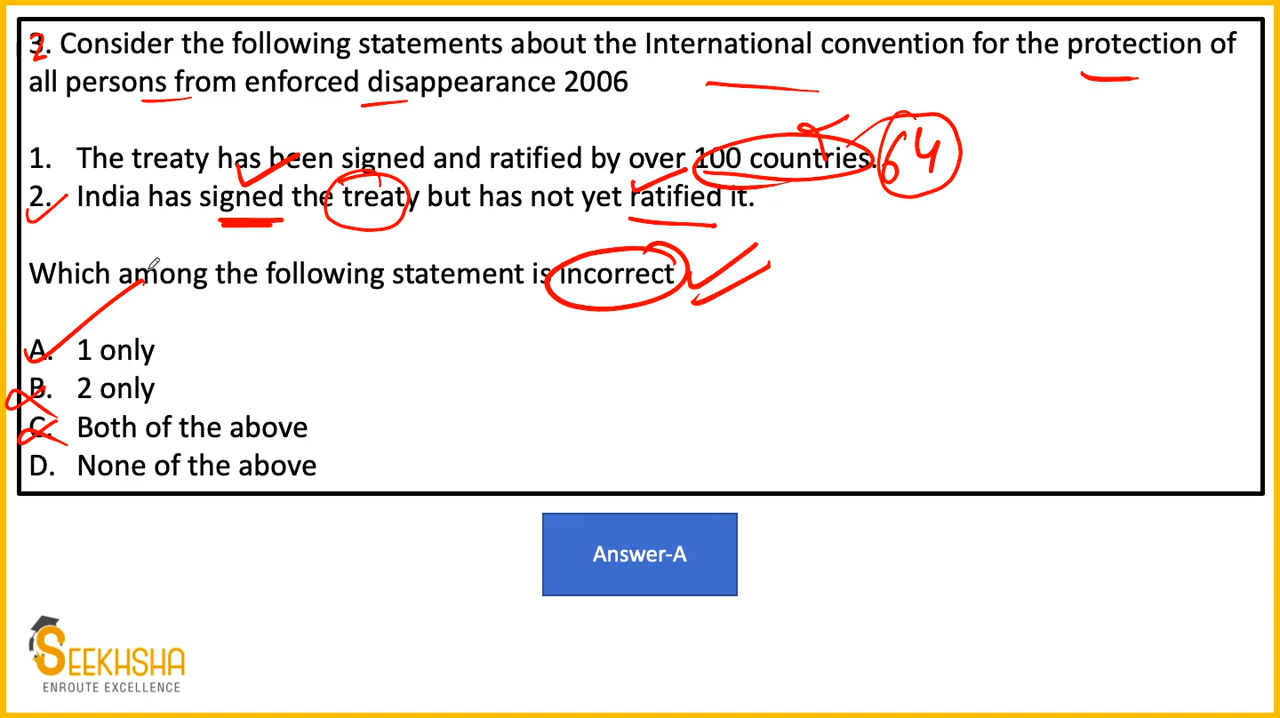 3. Consider the following statements about the International convention for the protection of
all persons from enforced disappearance 2006
1. The treaty has been signed and ratified by over 100 countries. 64
2. India has signed the treaty but has not yet ratified it.
Which among the following statement is incorrect
A. 1 only
B. 2 only
C. Both of the above
D. None of the above
Answer-A
SEEKHSHA
ENROUTE EXCELLENCE